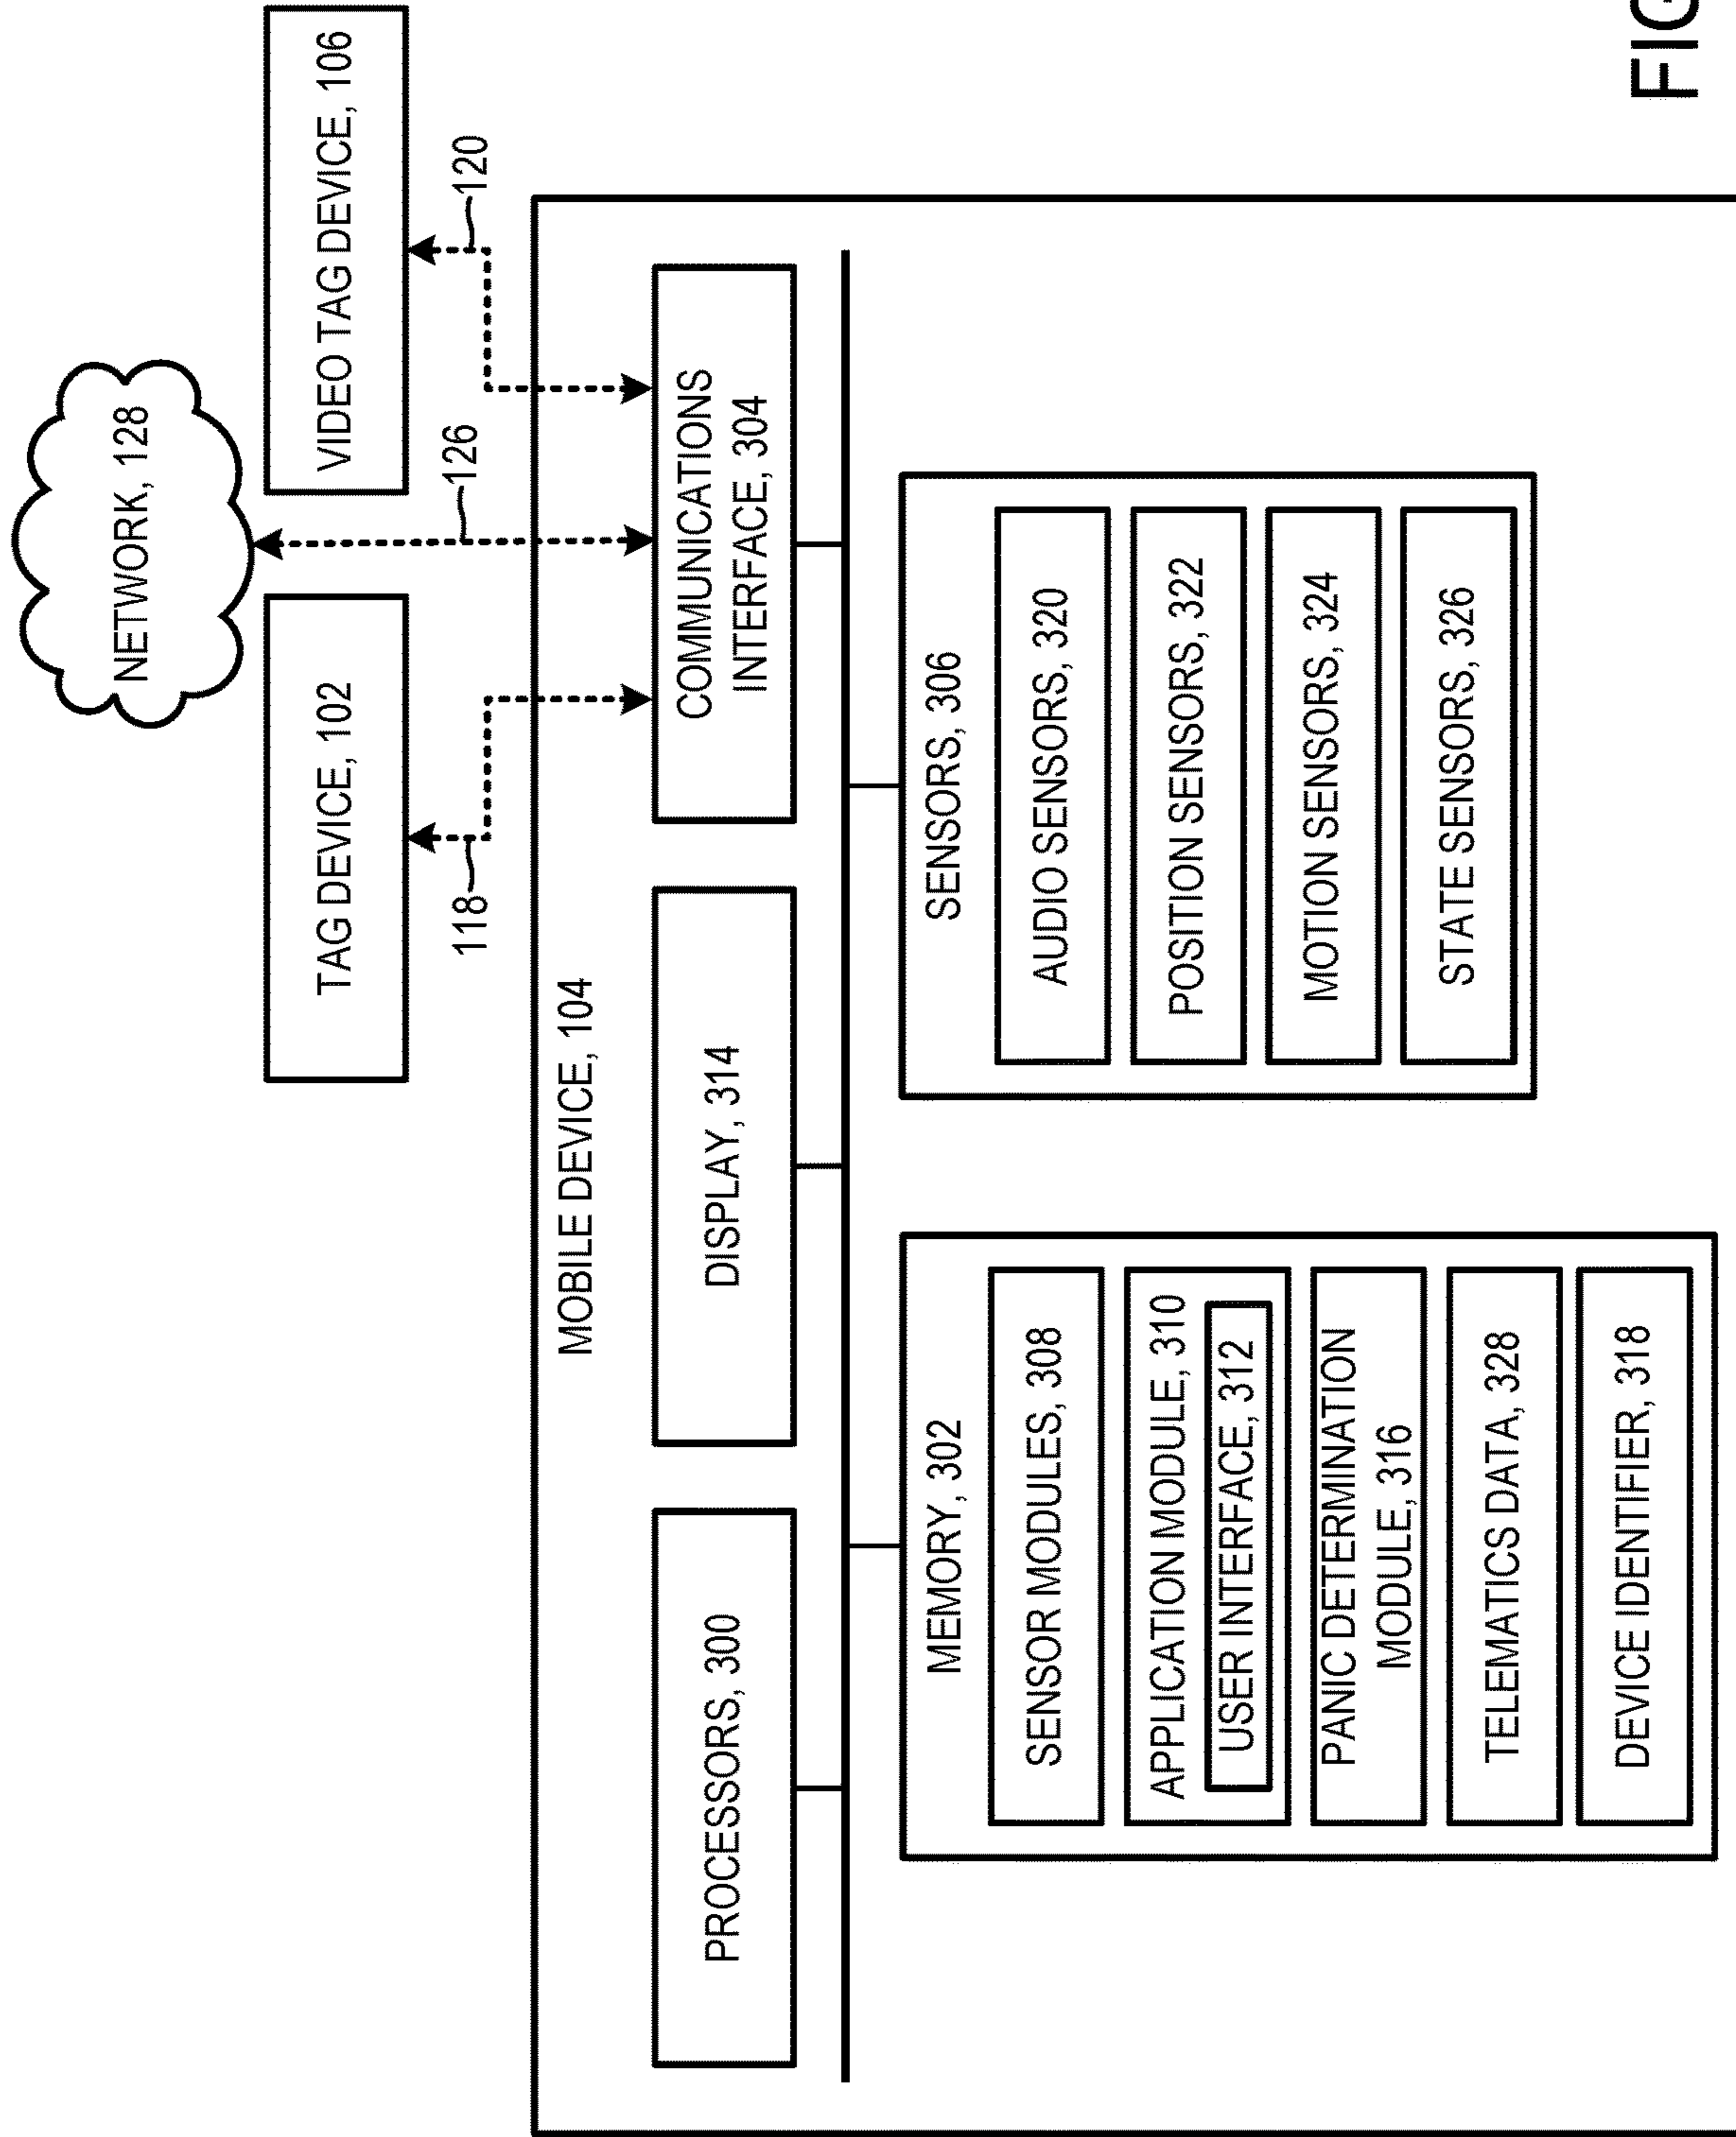 NETWORK, 128
TAG DEVICE, 102
VIDEO TAG DEVICE, 106
126
118
120
MOBILE DEVICE, 104
PROCESSORS, 300
DISPLAY, 314
COMMUNICATIONS
INTERFACE, 304
MEMORY, 302
SENSOR MODULES, 308
APPLICATION MODULE, 310
USER INTERFACE, 312
PANIC DETERMINATION
MODULE, 316
TELEMATICS DATA, 328
DEVICE IDENTIFIER, 318
SENSORS, 306
AUDIO SENSORS, 320
POSITION SENSORS, 322
MOTION SENSORS, 324
STATE SENSORS, 326
FIG